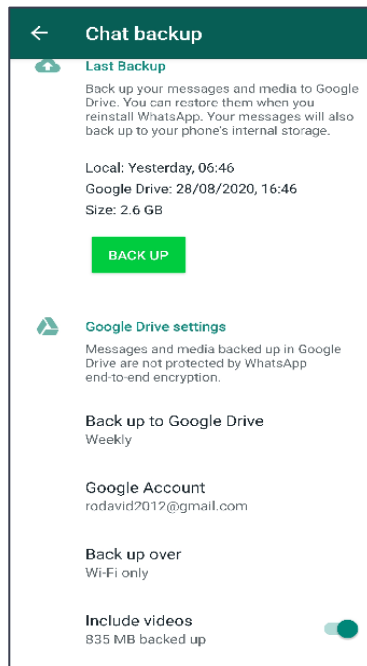 Chat backup
Last Backup
Back up your messages and media to Google
Drive. You can restore them when you
reinstall WhatsApp. Your messages will also
back up to your phone's internal storage.
Local: Yesterday, 06:46
Google Drive: 28/08/2020, 16:46
Size: 2.6 GB
BACK UP
Google Drive settings
Messages and media backed up in Google
Drive are not protected by WhatsApp
end-to-end encryption.
Back up to Google Drive
Weekly
Google Account
rodavid2012@gmail.com
Back up over
Wi-Fi only
Include videos
835 MB backed up